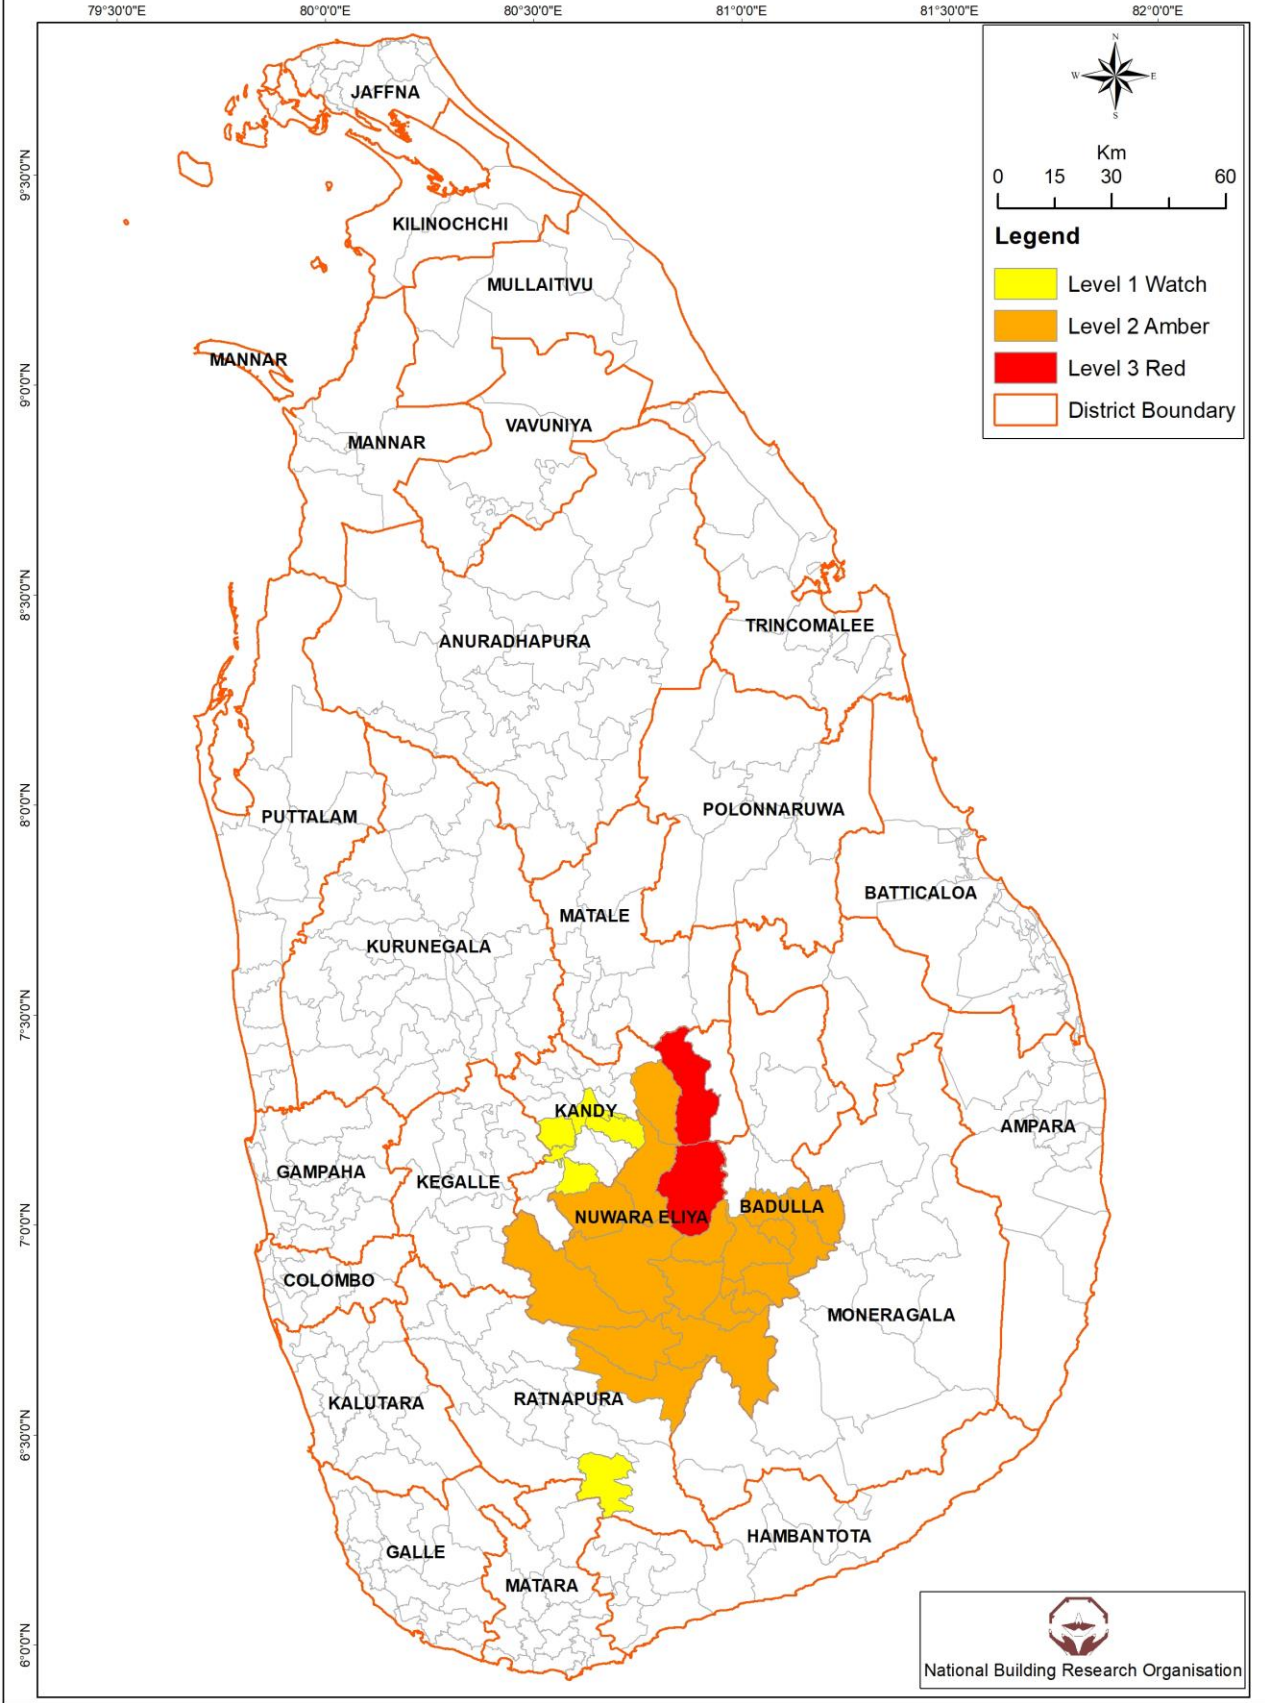 79°30'0"E 80°0'0"E 80°30'0"E 81°0'0"E 81°30'0"E 82°0'0"E
N
W E
S
Km
0 15 30 60
Legend
Level 1 Watch
Level 2 Amber
Level 3 Red
District Boundary
9°30'0"N
9°0'0"N
8°30'0"N
8°0'0"N
7°30'0"N
7°0'0"N
6°30'0"N
6°0'0"N
JAFFNA
KILINOCHCHI
MULLAITIVU
MANNAR
VAVUNIYA
MANNAR
TRINCOMALEE
ANURADHAPURA
POLONNARUWA
PUTTALAM
BATTICALOA
MATALE
KURUNEGALA
KANDY
AMPARA
GAMPAHA
KEGALLE
BADULLA
NUWARA ELIYA
COLOMBO
MONERAGALA
RATNAPURA
KALUTARA
HAMBANTOTA
GALLE
MATARA
National Building Research Organisation